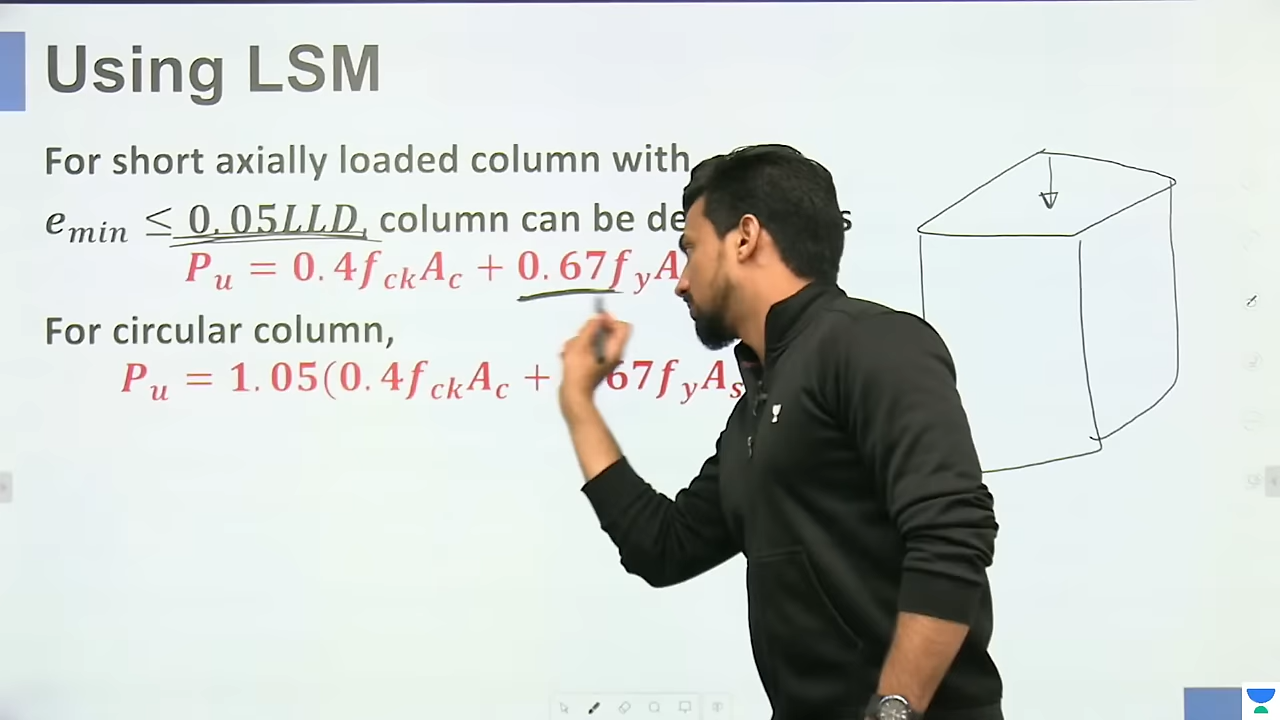 Using LSM
For short axially loaded column with
e_min ≤ 0.05LLD, column can be
P_u = 0.4f_ck A_c + 0.67f_y A
For circular column,
P_u = 1.05(0.4f_ck A_c + 67f_y A_s